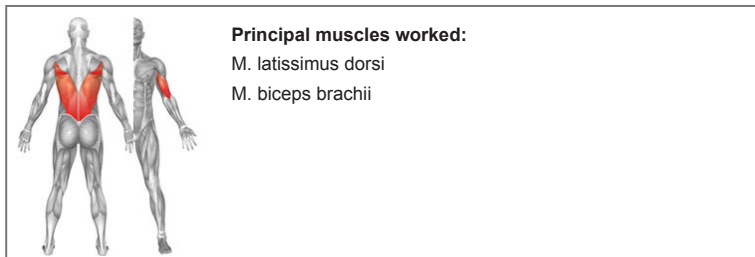 Principal muscles worked:
M. latissimus dorsi
M. biceps brachii